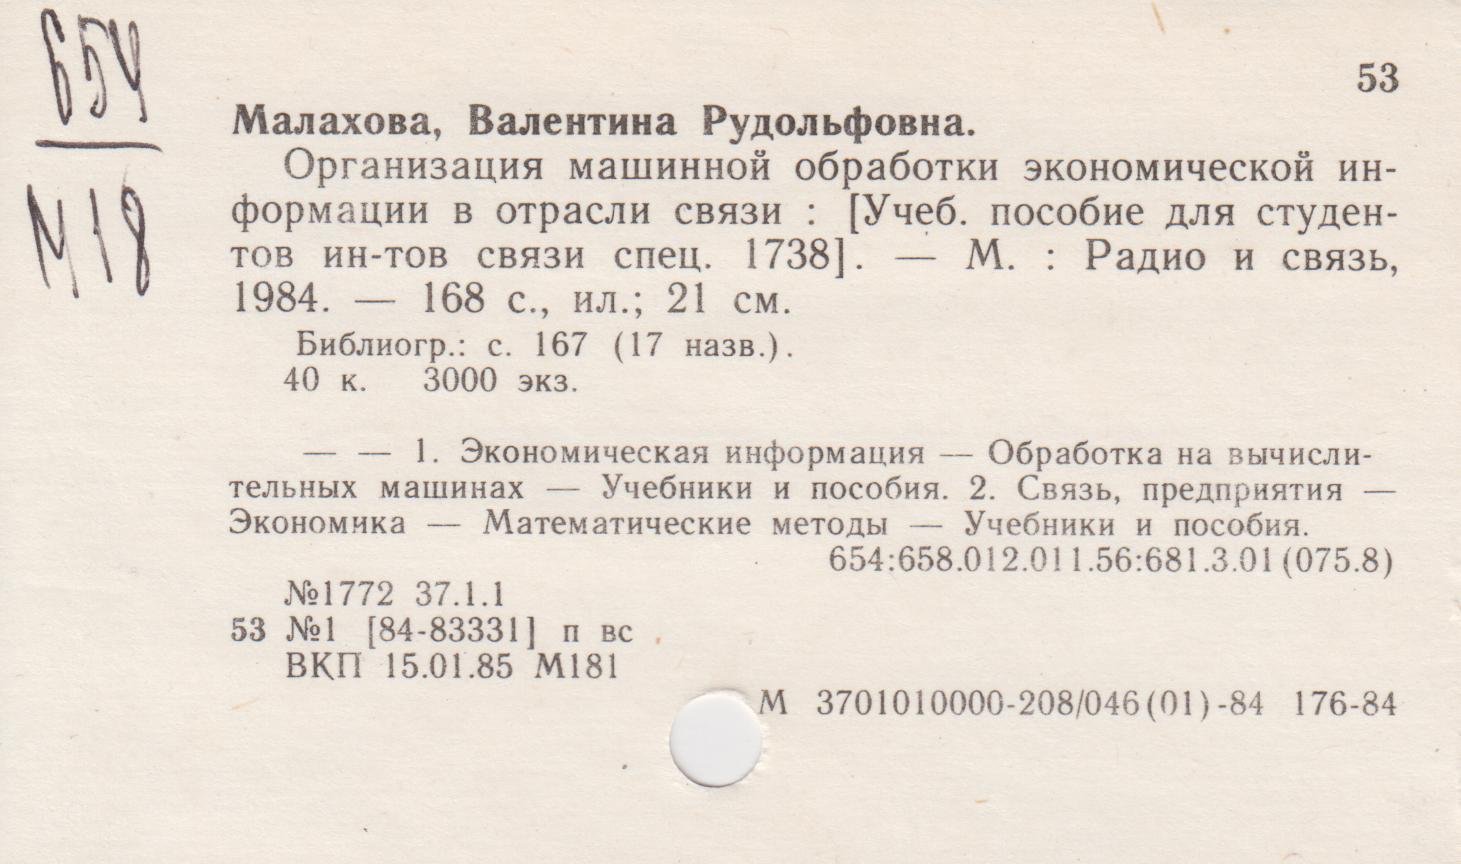 654
М18
53
Малахова, Валентина Рудольфовна.
Организация машинной обработки экономической ин-
формации в отрасли связи : [Учеб. пособие для студен-
тов ин-тов связи спец. 1738]. — М. : Радио и связь,
1984. — 168 с., ил.; 21 см.
Библиогр.: с. 167 (17 назв.).
40 к. 3000 экз.
— — 1. Экономическая информация — Обработка на вычисли-
тельных машинах — Учебники и пособия. 2. Связь, предприятия —
Экономика — Математические методы — Учебники и пособия.
654:658.012.011.56:681.3.01(075.8)
№1772 37.1.1
53 №1 [84-83331] п вс
ВКП 15.01.85 М181
М 3701010000-208/046(01)-84 176-84